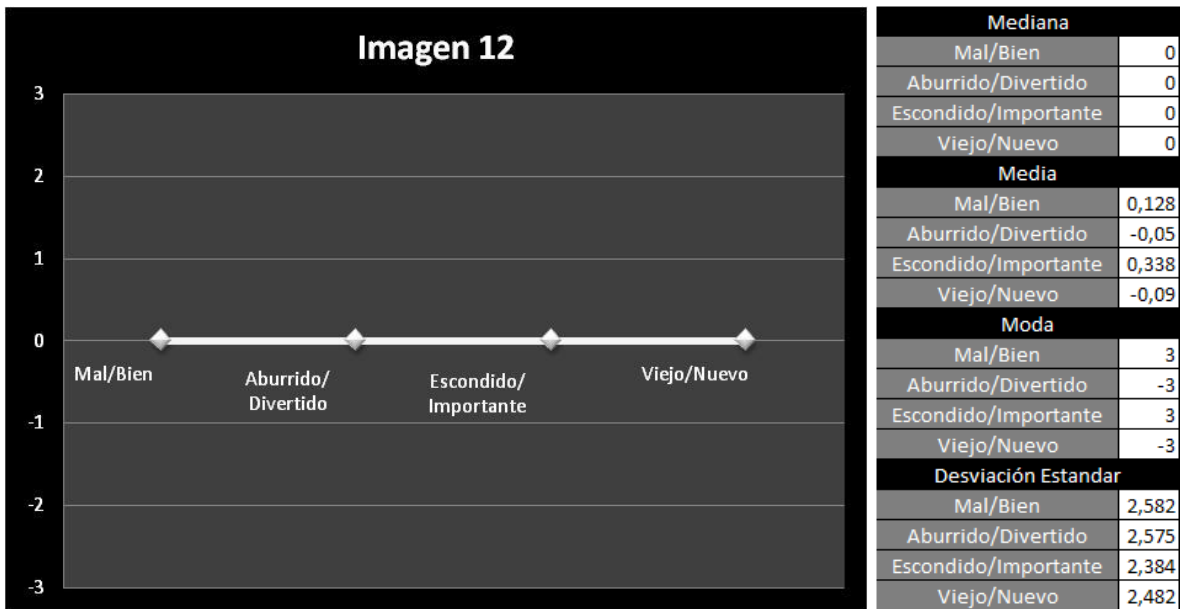 Imagen 12
3
2
1
0
-1
-2
-3
Mal/Bien
Aburrido/
Divertido
Escondido/
Importante
Viejo/Nuevo
Mediana
Mal/Bien 0
Aburrido/Divertido 0
Escondido/Importante 0
Viejo/Nuevo 0
Media
Mal/Bien 0,128
Aburrido/Divertido -0,05
Escondido/Importante 0,338
Viejo/Nuevo -0,09
Moda
Mal/Bien 3
Aburrido/Divertido -3
Escondido/Importante 3
Viejo/Nuevo -3
Desviación Estandar
Mal/Bien 2,582
Aburrido/Divertido 2,575
Escondido/Importante 2,384
Viejo/Nuevo 2,482